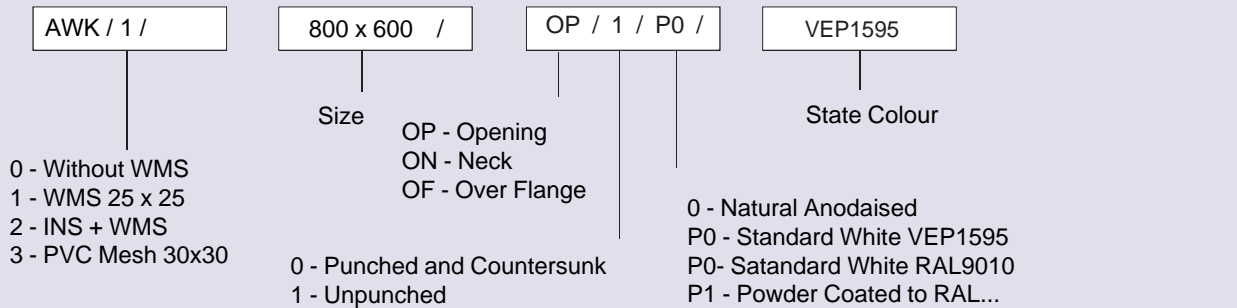 AWK / 1 /
800 x 600 /
OP / 1 / P0 /
VEP1595
Size
State Colour
OP - Opening
ON - Neck
OF - Over Flange
0 - Without WMS
1 - WMS 25 x 25
2 - INS + WMS
3 - PVC Mesh 30x30
0 - Punched and Countersunk
1 - Unpunched
0 - Natural Anodaised
P0 - Standard White VEP1595
P0- Satandard White RAL9010
P1 - Powder Coated to RAL...